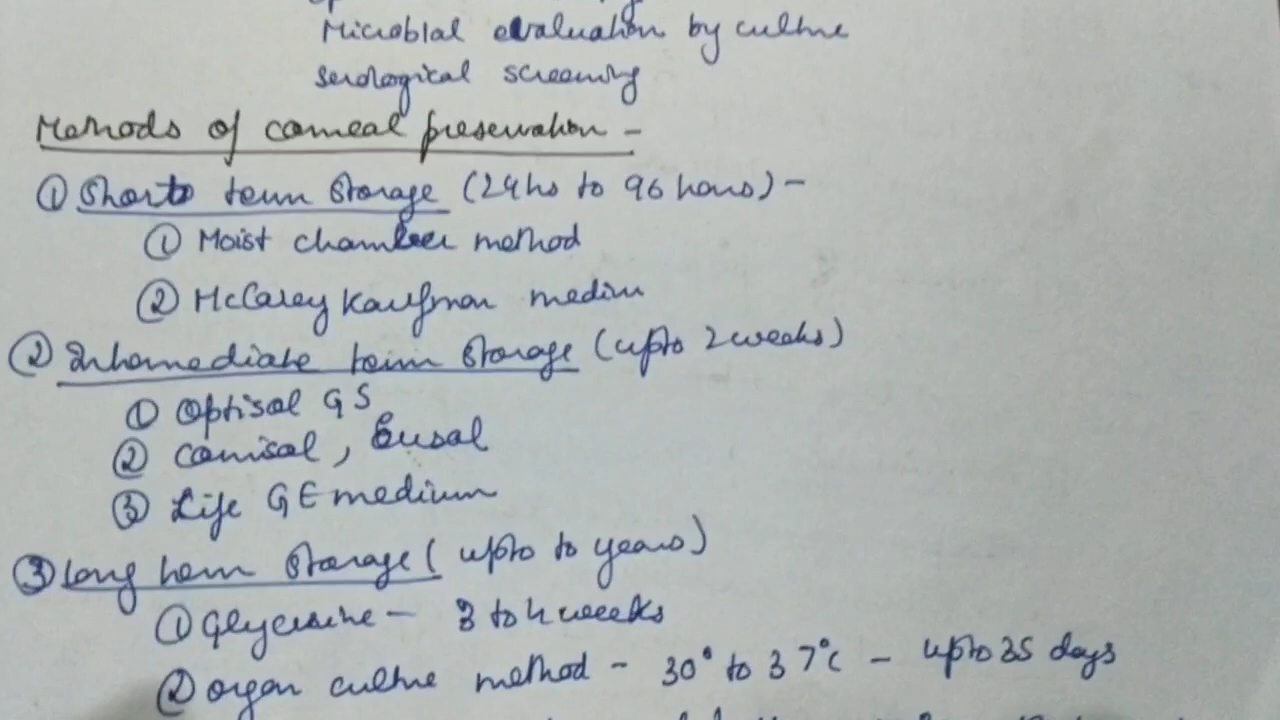 Microbial evaluation by culture
serological screening
Methods of corneal preservation -
① Short term storage (24hs to 96 hours) -
① Moist chamber method
② McCarey Kaufman medium
② Intermediate term storage (upto 2 weeks)
① Optisol GS
② Cornisol, Eusol
③ Life GE medium
③ Long term storage (upto to years)
① Glycerine - 3 to 4 weeks
② organ culture method - 30° to 37°C - upto 35 days